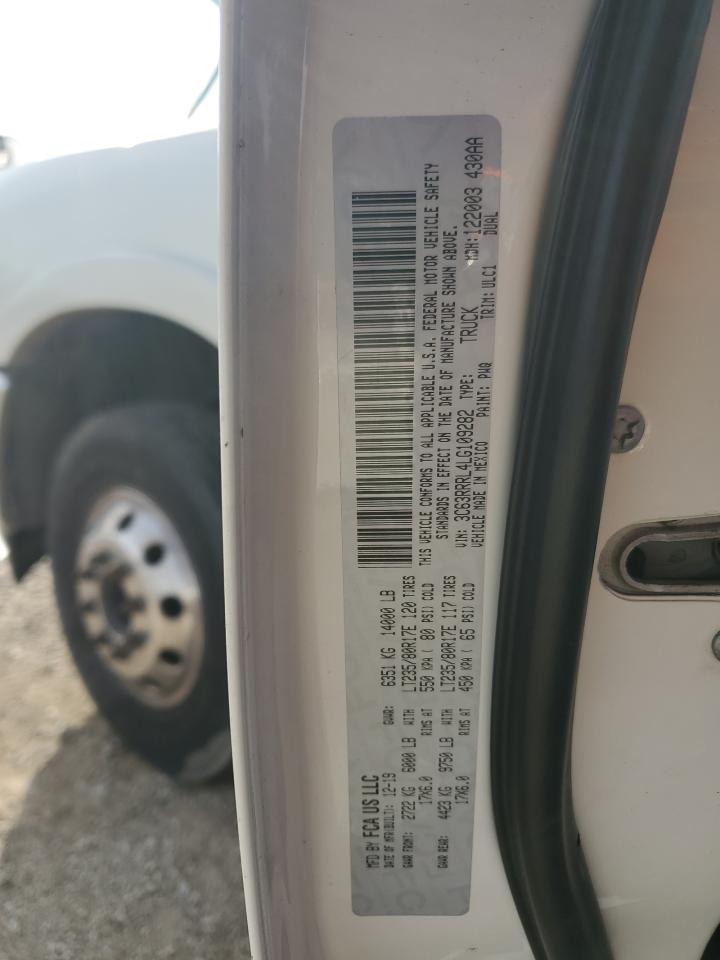 MFD BY FCA US LLC
DATE OF MFR(BUILT): 12-19 GVWR: 6351 KG 14000 LB
GAWR FRONT: 2722 KG 6000 LB WITH LT235/80R17E 120 TIRES
17X6.0 RIMS AT 550 KPA ( 80 PSI) COLD
GAWR REAR: 4423 KG 9750 LB WITH LT235/80R17E 117 TIRES
17X6.0 RIMS AT 450 KPA ( 65 PSI) COLD
THIS VEHICLE CONFORMS TO ALL APPLICABLE U.S.A. FEDERAL MOTOR VEHICLE SAFETY
STANDARDS IN EFFECT ON THE DATE OF MANUFACTURE SHOWN ABOVE.
VIN: 3C63RRRL4LG109282 TYPE: TRUCK MDH: 122003 430AA
VEHICLE MADE IN MEXICO PAINT: PWQ TRIM: ULC1 DUAL